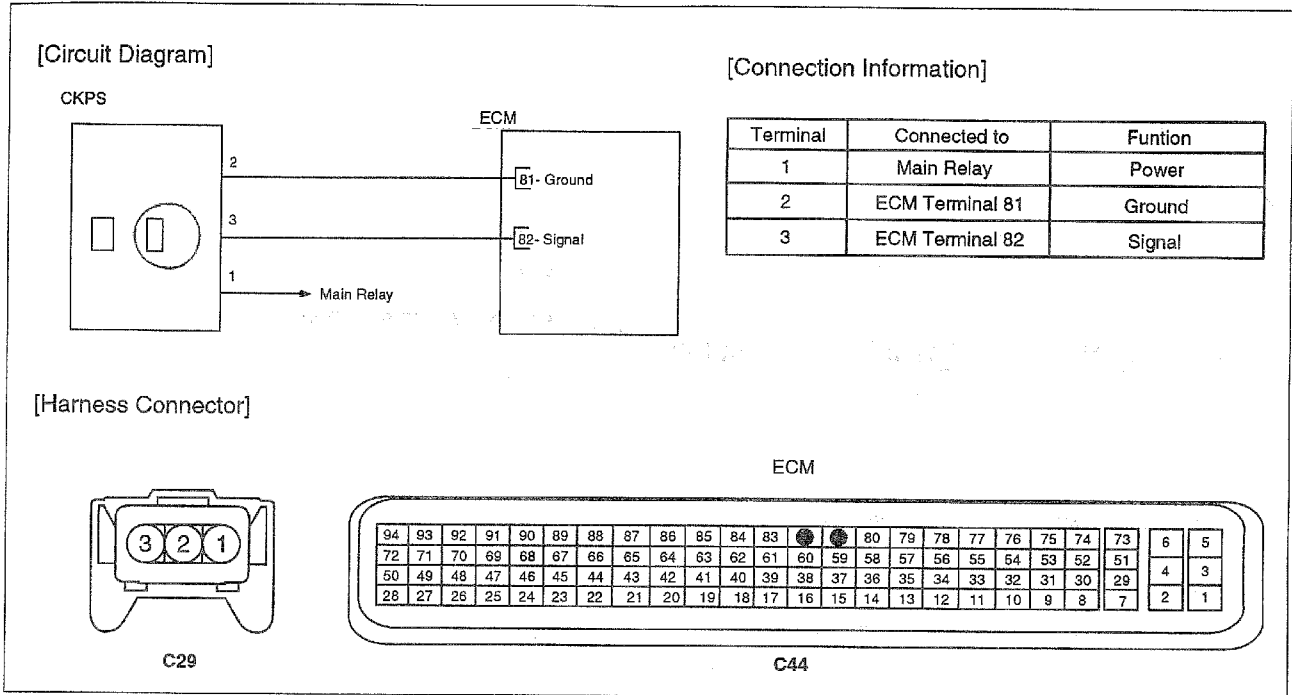 [Circuit Diagram]
CKPS
ECM
2
81- Ground
3
82- Signal
1
Main Relay
[Connection Information]
Terminal Connected to Funtion
1 Main Relay Power
2 ECM Terminal 81 Ground
3 ECM Terminal 82 Signal
[Harness Connector]
3 2 1
C29
ECM
94 93 92 91 90 89 88 87 86 85 84 83 80 79 78 77 76 75 74 73 6 5
72 71 70 69 68 67 66 65 64 63 62 61 60 59 58 57 56 55 54 53 52 51
50 49 48 47 46 45 44 43 42 41 40 39 38 37 36 35 34 33 32 31 30 29 4 3
28 27 26 25 24 23 22 21 20 19 18 17 16 15 14 13 12 11 10 9 8 7 2 1
C44